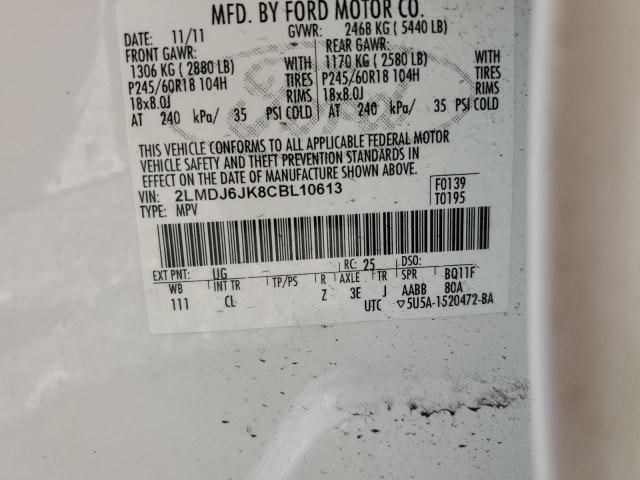 MFD. BY FORD MOTOR CO.
DATE: 11/11 GVWR: 2468 KG ( 5440 LB)
FRONT GAWR: REAR GAWR:
1306 KG ( 2880 LB) WITH 1170 KG ( 2580 LB) WITH
P245/60R18 104H TIRES P245/60R18 104H TIRES
18x8.0J RIMS 18x8.0J RIMS
AT 240 kPa/ 35 PSI COLD AT 240 kPa/ 35 PSI COLD
Ford
THIS VEHICLE CONFORMS TO ALL APPLICABLE FEDERAL MOTOR
VEHICLE SAFETY AND THEFT PREVENTION STANDARDS IN
EFFECT ON THE DATE OF MANUFACTURE SHOWN ABOVE.
VIN: 2LMDJ6JK8CBL10613 F0139
TYPE: MPV T0195
EXT PNT: UG RC: 25 DSO:
WB INT TR TP/PS R AXLE TR SPR BQ11F
111 CL Z 3E J AABB 80A
UTC ▽5U5A-1520472-BA